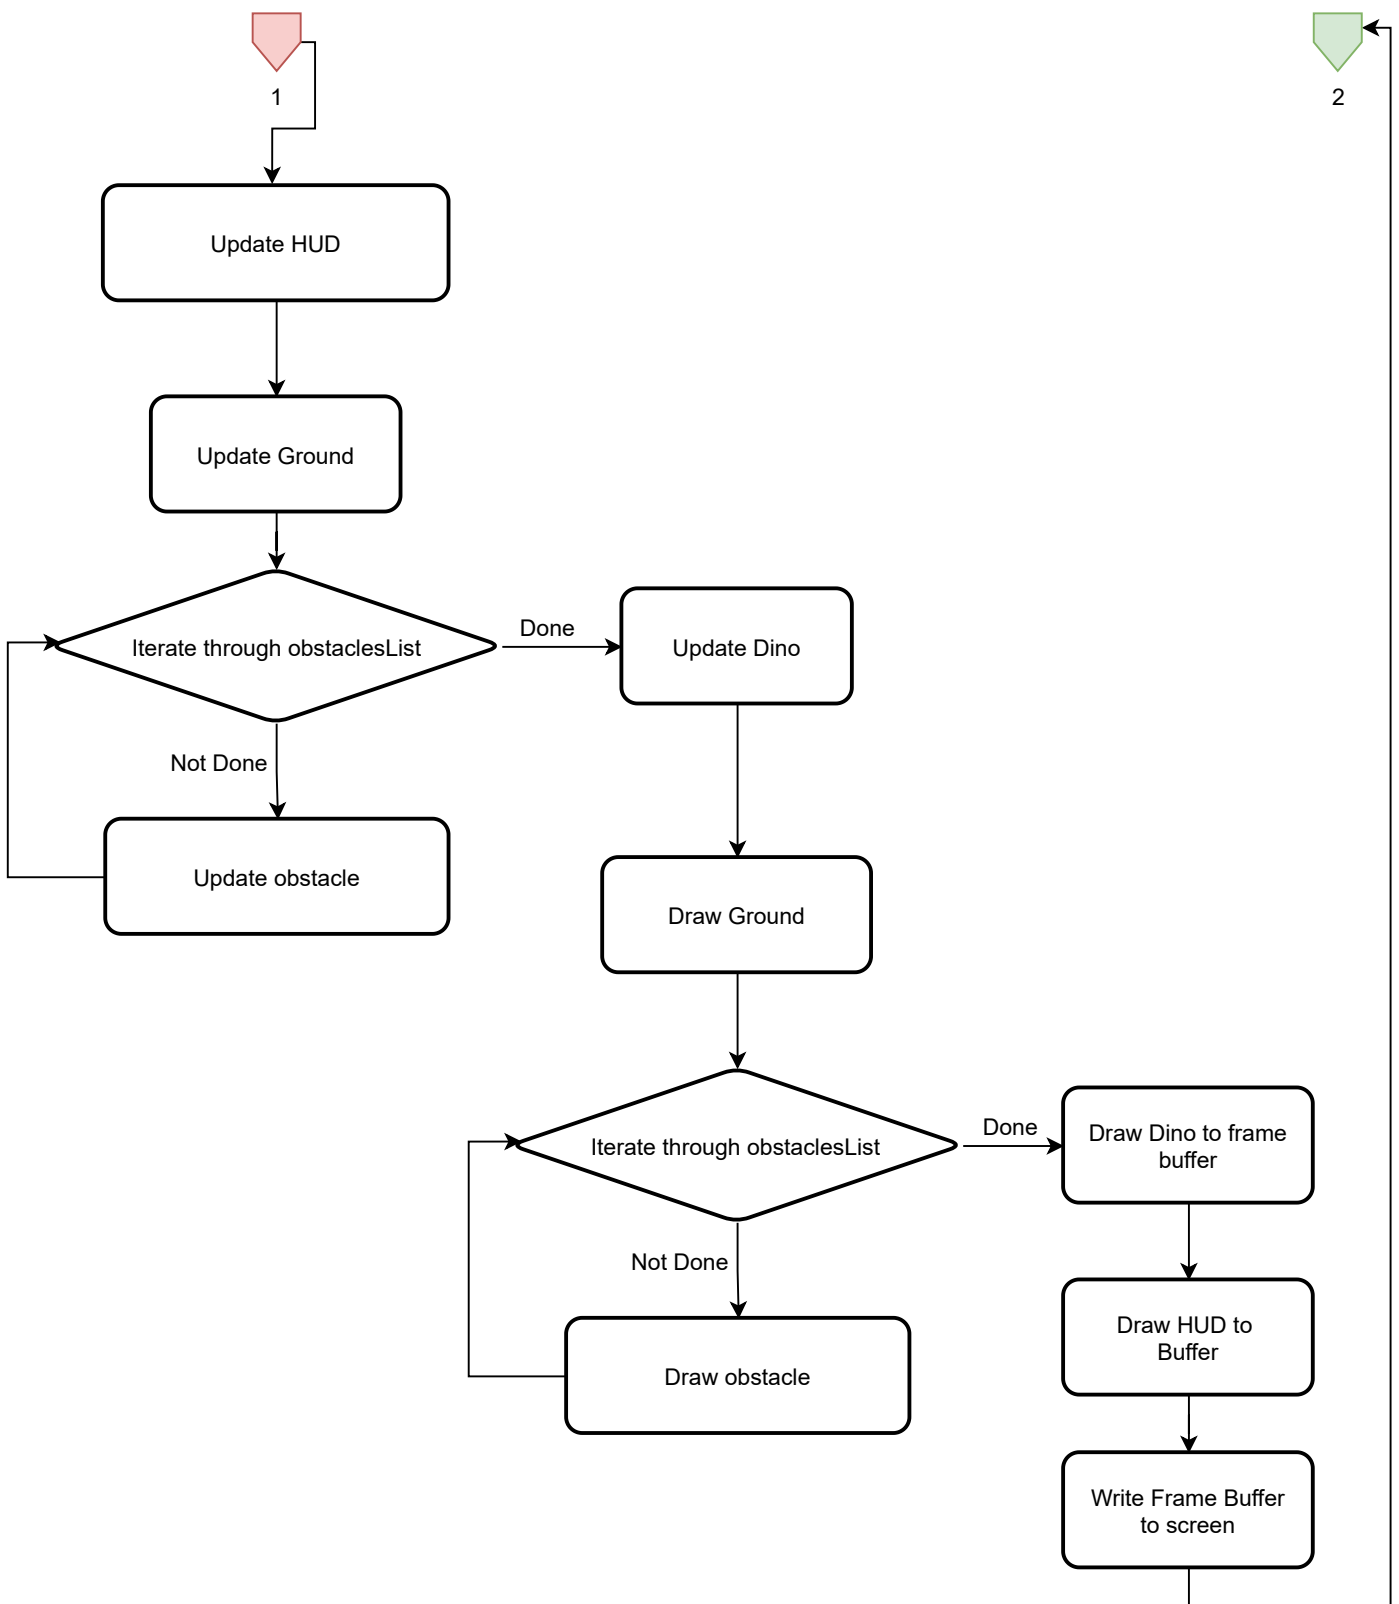 1
2
Update HUD
Update Ground
Iterate through obstaclesList
Done
Update Dino
Not Done
Update obstacle
Draw Ground
Iterate through obstaclesList
Done
Draw Dino to frame
buffer
Not Done
Draw HUD to
Buffer
Draw obstacle
Write Frame Buffer
to screen